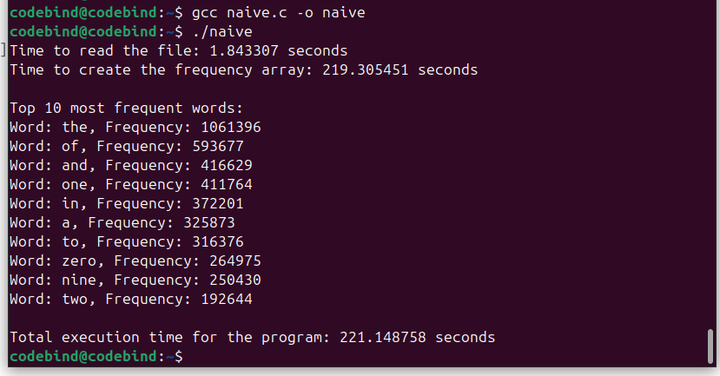 codebind@codebind:~$ gcc naive.c -o naive
codebind@codebind:~$ ./naive
Time to read the file: 1.843307 seconds
Time to create the frequency array: 219.305451 seconds
Top 10 most frequent words:
Word: the, Frequency: 1061396
Word: of, Frequency: 593677
Word: and, Frequency: 416629
Word: one, Frequency: 411764
Word: in, Frequency: 372201
Word: a, Frequency: 325873
Word: to, Frequency: 316376
Word: zero, Frequency: 264975
Word: nine, Frequency: 250430
Word: two, Frequency: 192644
Total execution time for the program: 221.148758 seconds
codebind@codebind:~$